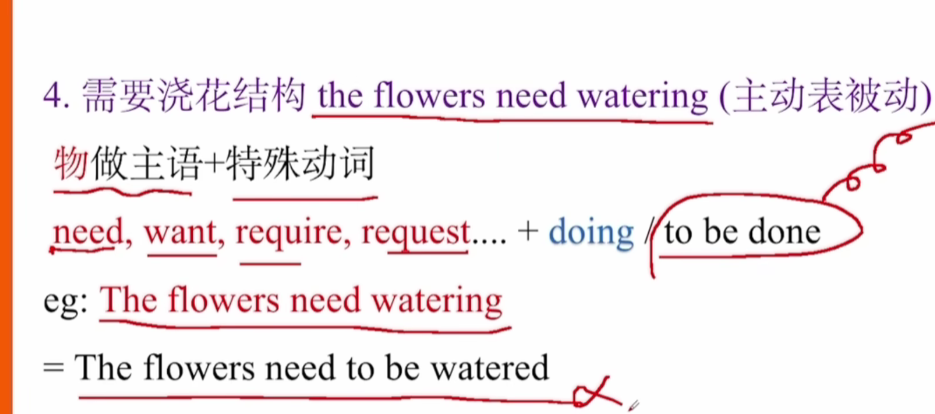 4. 需要浇花结构 the flowers need watering (主动表被动)
物做主语+特殊动词
need, want, require, request.... + doing / to be done
eg: The flowers need watering
= The flowers need to be watered